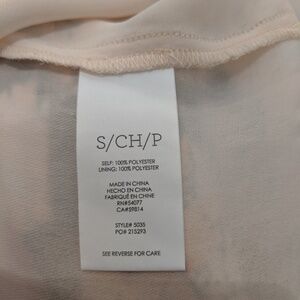 S/CH/P
SELF: 100% POLYESTER
LINING: 100% POLYESTER
MADE IN CHINA
HECHO EN CHINA
FABRIQUÉ EN CHINE
RN#54077
CA#59814
STYLE# 5035
PO# 215293
SEE REVERSE FOR CARE